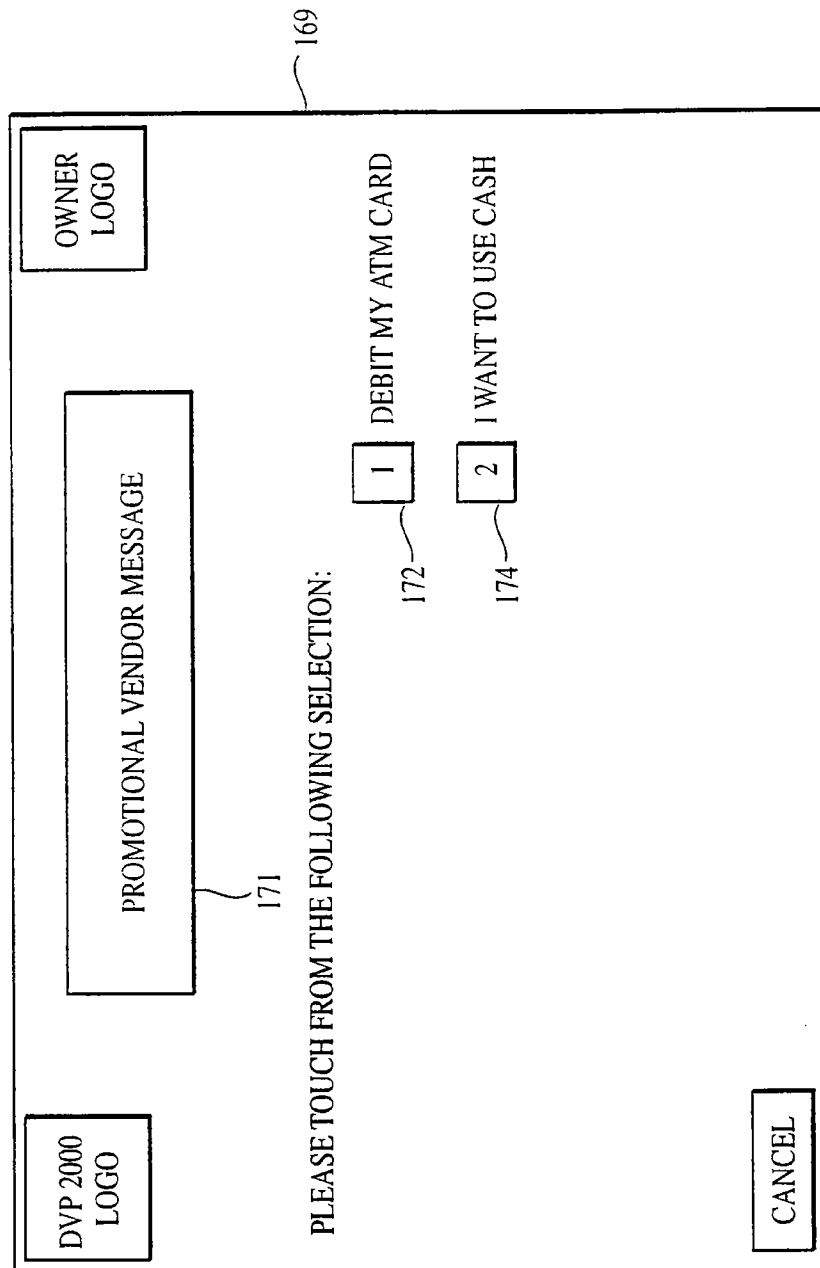 DVP 2000
LOGO
PROMOTIONAL VENDOR MESSAGE
OWNER
LOGO
171
169
PLEASE TOUCH FROM THE FOLLOWING SELECTION:
1 DEBIT MY ATM CARD
172
2 I WANT TO USE CASH
174
CANCEL